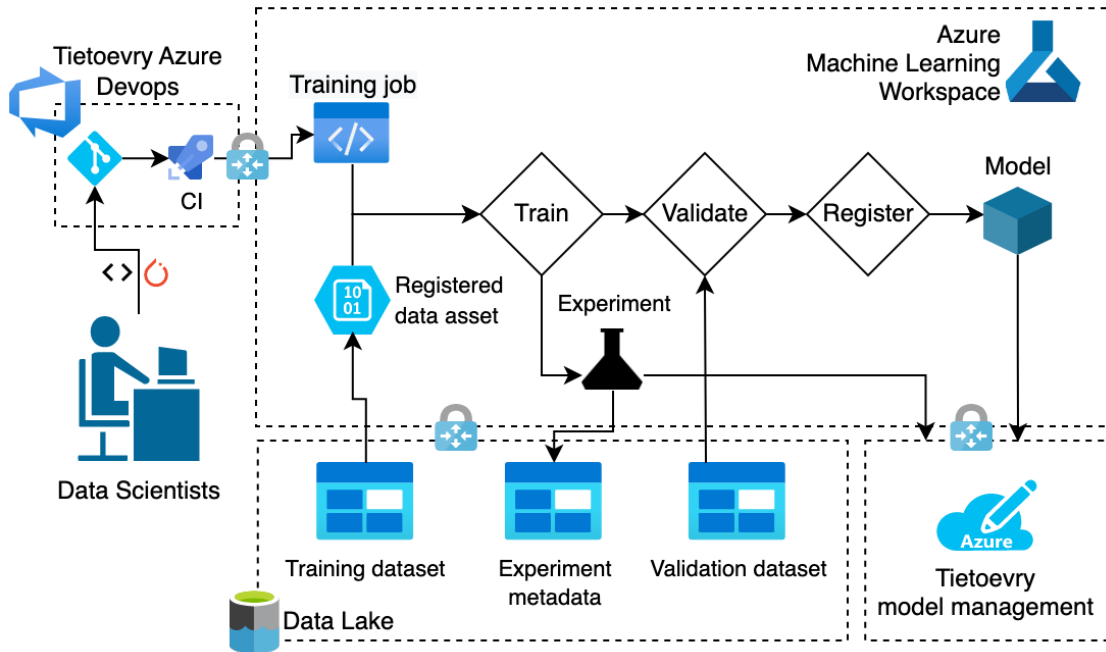 Tietoevry Azure
Devops
CI
Data Scientists
Training job
</>
Azure
Machine Learning
Workspace
Train
Validate
Register
Model
10
01
Registered
data asset
Experiment
< >
Training dataset
Experiment
metadata
Validation dataset
Data Lake
Azure
Tietoevry
model management